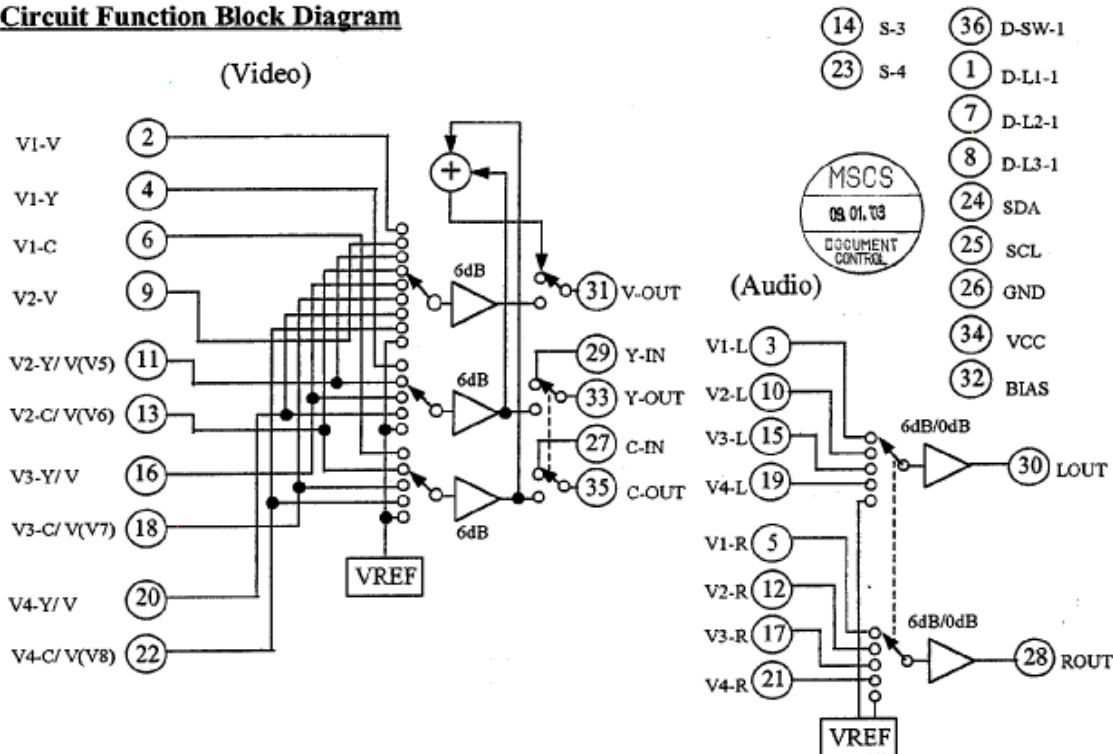 Circuit Function Block Diagram
(Video)
V1-V 2
V1-Y 4
V1-C 6
V2-V 9
V2-Y/ V(V5) 11
V2-C/ V(V6) 13
V3-Y/ V 16
V3-C/ V(V7) 18
V4-Y/ V 20
V4-C/ V(V8) 22
+
6dB
6dB
6dB
VREF
31 V-OUT
29 Y-IN
33 Y-OUT
27 C-IN
35 C-OUT
14 S-3
23 S-4
36 D-SW-1
1 D-L1-1
7 D-L2-1
8 D-L3-1
24 SDA
25 SCL
26 GND
34 VCC
32 BIAS
MSCS
09.01.'03
DOCUMENT
CONTROL
(Audio)
V1-L 3
V2-L 10
V3-L 15
V4-L 19
6dB/0dB
30 LOUT
V1-R 5
V2-R 12
V3-R 17
V4-R 21
6dB/0dB
28 ROUT
VREF